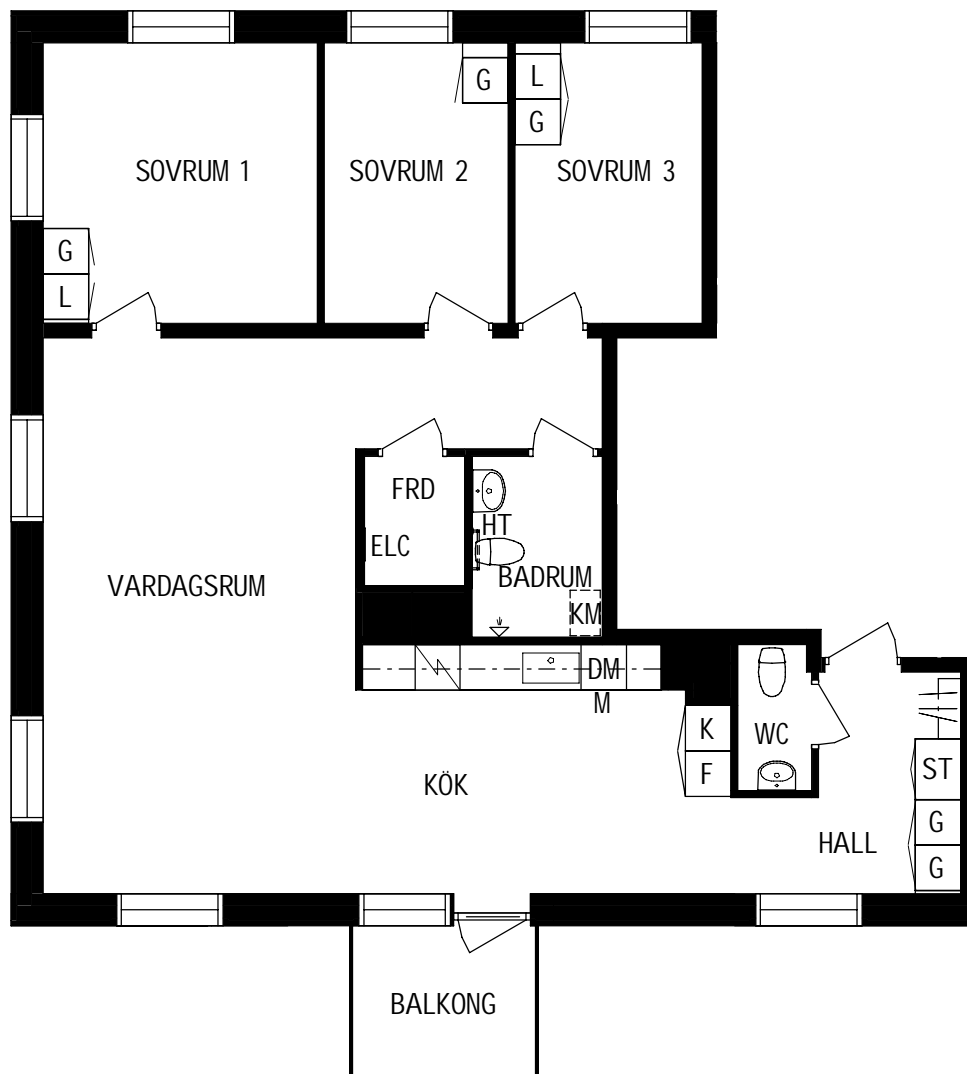 G
L
G
SOVRUM 1
SOVRUM 2
SOVRUM 3
G
L
FRD
HT
ELC
VARDAGSRUM
BADRUM
KM
DM
M
K
WC
F
ST
KÖK
G
HALL
G
BALKONG